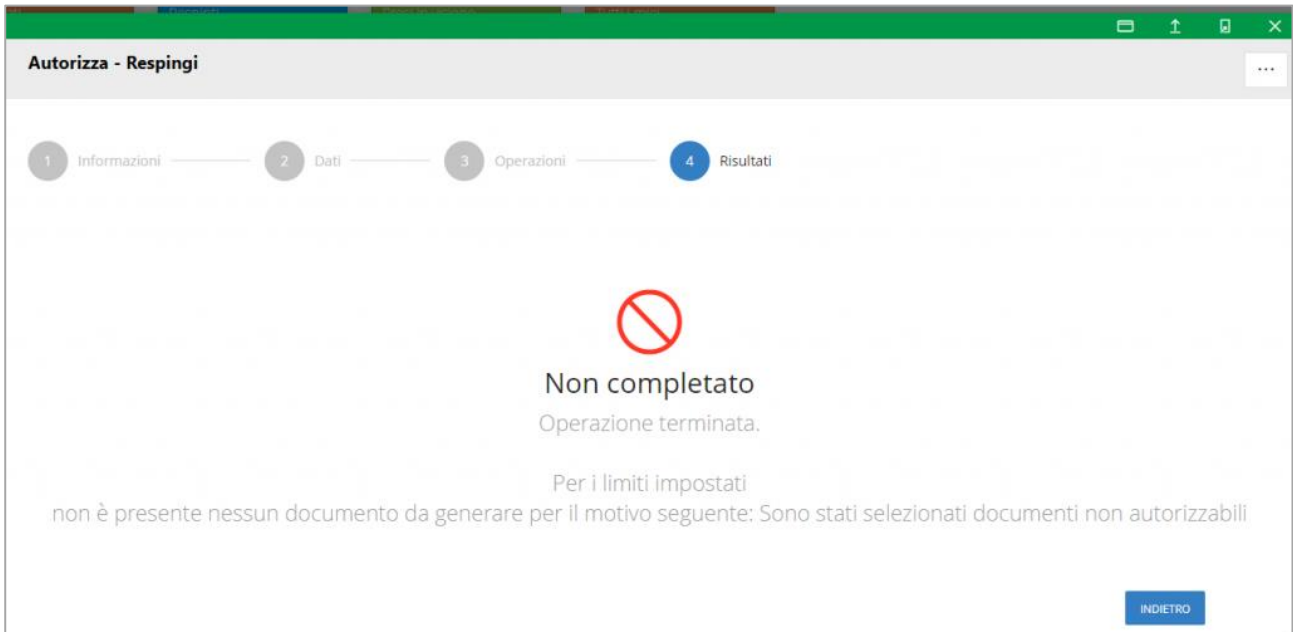 Autorizza - Respingi
...
1 Informazioni 2 Dati 3 Operazioni 4 Risultati
Non completato
Operazione terminata.
Per i limiti impostati
non è presente nessun documento da generare per il motivo seguente: Sono stati selezionati documenti non autorizzabili
INDIETRO